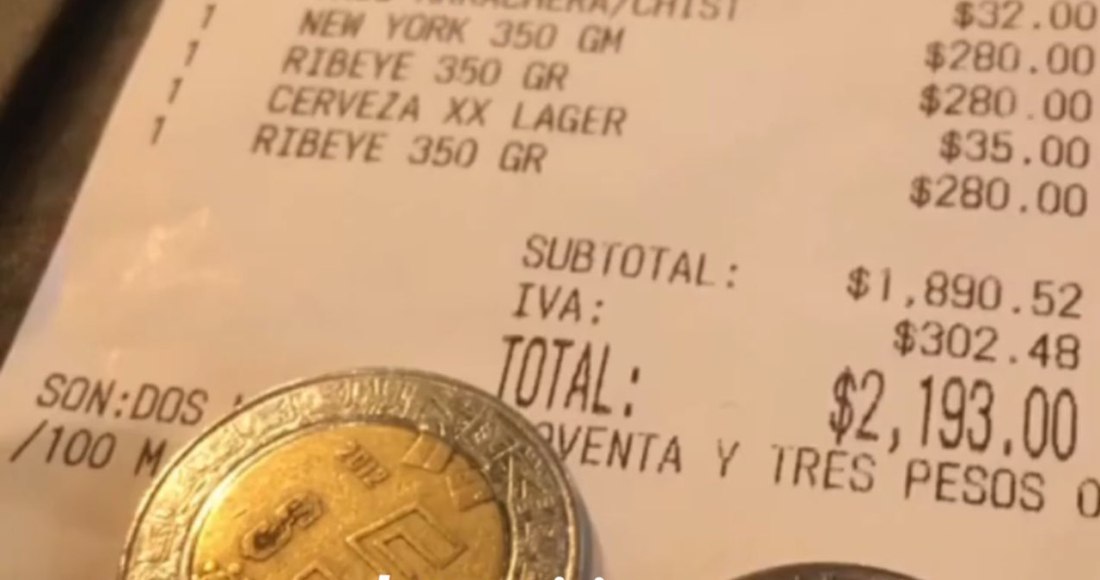 /CHIST $32.00
1 NEW YORK 350 GM $280.00
1 RIBEYE 350 GR $280.00
1 CERVEZA XX LAGER $35.00
1 RIBEYE 350 GR $280.00
SUBTOTAL: $1,890.52
IVA: $302.48
TOTAL: $2,193.00
SON:DOS Y TRES PESOS
/100 M
2012